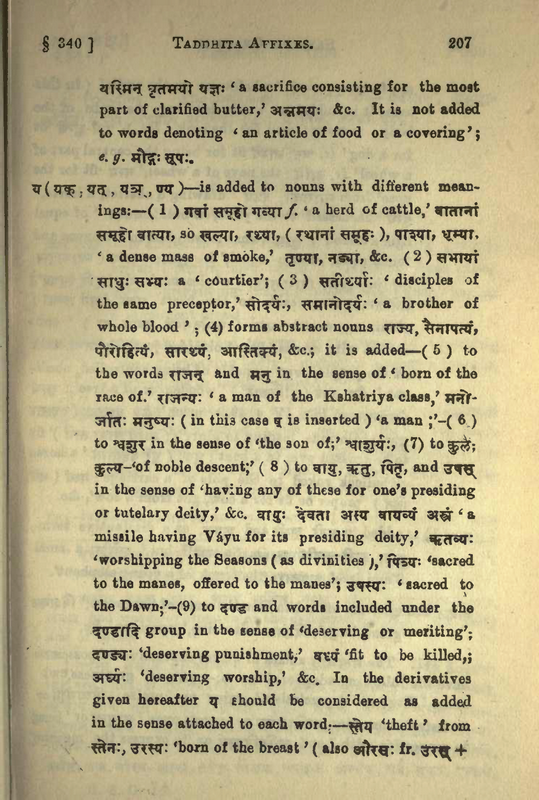 § 340 ] TADDHITA AFFIXES. 207
यस्मिन् घृतमयो यज्ञः ‘ a sacrifice consisting for the most
part of clarified butter,’ अन्नमयः &c. It is not added
to words denoting ‘ an article of food or a covering’;
e. g. मौद्गः सूपः.
य ( यक्, यत्, यञ्, ण्य )—is added to nouns with different mean-
ings:—( 1 ) गवां समूहो गव्या f. ‘ a herd of cattle,’ वातानां
समूहो वात्या, so खल्या, रथ्या, ( रथानां समूहः ), पाश्या, धूम्या,
‘ a dense mass of smoke,’ तृण्या, नड्या, &c. ( 2 ) सभायां
साधुः सभ्यः a ‘ courtier’; ( 3 ) सतीर्थ्याः ‘ disciples of
the same preceptor,’ सोदर्यः, समानोदर्यः ‘ a brother of
whole blood ’ ; (4) forms abstract nouns राज्य, सैनापत्यं,
पौरोहित्यं, सारथ्यं, आस्तिक्यं, &c.; it is added—( 5 ) to
the words राजन् and मनु in the sense of ‘ born of the
race of.’ राजन्यः ‘ a man of the Kshatriya class,’ मनो-
र्जातः मनुष्यः ( in this case ष् is inserted ) ‘a man ;’-( 6 )
to श्वशुर in the sense of ‘the son of;’ श्वाशुर्यः, (7) to कुले;
कुल्य-‘of noble descent;’ ( 8 ) to वायु, ऋतु, पितृ, and उषस्
in the sense of ‘having any of these for one’s presiding
or tutelary deity,’ &c. वायुः देवता अस्य वायव्यं अस्त्रं ‘ a
missile having Váyu for its presiding deity,’ ऋतव्यः
‘worshipping the Seasons ( as divinities ),’ पित्र्यः ‘sacred
to the manes, offered to the manes’; उषस्यः ‘ sacred to
the Dawn;’-(9) to दण्ड and words included under the
दण्डादि group in the sense of ‘deserving or meriting’;
दण्ड्यः ‘deserving punishment,’ वध्यं ‘fit to be killed,;
अर्घ्यः ‘deserving worship,’ &c. In the derivatives
given hereafter य should be considered as added
in the sense attached to each word:—स्तेय ‘theft’ from
स्तेनः, उरस्यः ‘born of the breast’ ( also औरसः fr. उरस् +